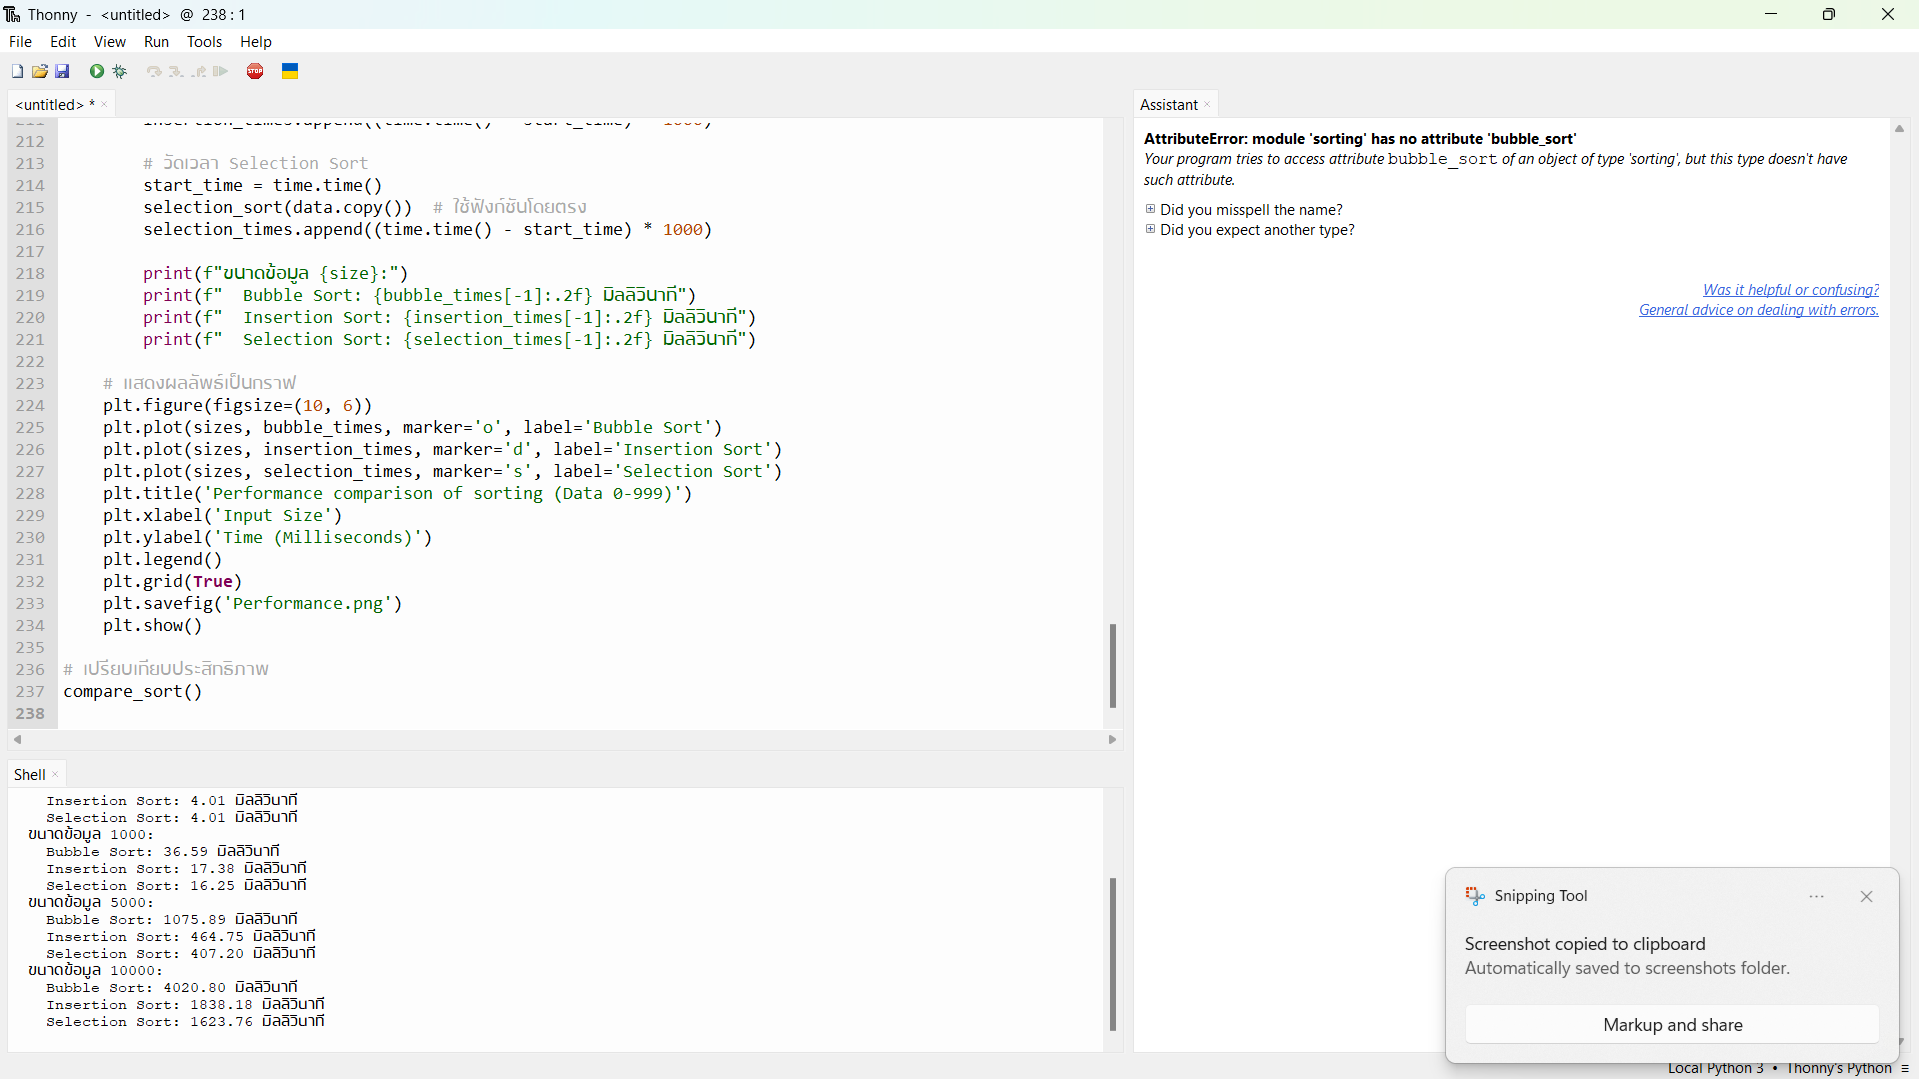 Thonny - <untitled> @ 238 : 1
File Edit View Run Tools Help
STOP
<untitled> *
Assistant
211 insertion_times.append((time.time() - start_time) * 1000)
212
213 # วัดเวลา Selection Sort
214 start_time = time.time()
215 selection_sort(data.copy()) # ใช้ฟังก์ชันโดยตรง
216 selection_times.append((time.time() - start_time) * 1000)
217
218 print(f"ขนาดข้อมูล {size}:")
219 print(f"  Bubble Sort: {bubble_times[-1]:.2f} มิลลิวินาที")
220 print(f"  Insertion Sort: {insertion_times[-1]:.2f} มิลลิวินาที")
221 print(f"  Selection Sort: {selection_times[-1]:.2f} มิลลิวินาที")
222
223 # แสดงผลลัพธ์เป็นกราฟ
224 plt.figure(figsize=(10, 6))
225 plt.plot(sizes, bubble_times, marker='o', label='Bubble Sort')
226 plt.plot(sizes, insertion_times, marker='d', label='Insertion Sort')
227 plt.plot(sizes, selection_times, marker='s', label='Selection Sort')
228 plt.title('Performance comparison of sorting (Data 0-999)')
229 plt.xlabel('Input Size')
230 plt.ylabel('Time (Milliseconds)')
231 plt.legend()
232 plt.grid(True)
233 plt.savefig('Performance.png')
234 plt.show()
235
236 # เปรียบเทียบประสิทธิภาพ
237 compare_sort()
238
AttributeError: module 'sorting' has no attribute 'bubble_sort'
Your program tries to access attribute bubble_sort of an object of type 'sorting', but this type doesn't have
such attribute.
Did you misspell the name?
Did you expect another type?
Was it helpful or confusing?
General advice on dealing with errors.
Shell
Insertion Sort: 4.01 มิลลิวินาที
Selection Sort: 4.01 มิลลิวินาที
ขนาดข้อมูล 1000:
Bubble Sort: 36.59 มิลลิวินาที
Insertion Sort: 17.38 มิลลิวินาที
Selection Sort: 16.25 มิลลิวินาที
ขนาดข้อมูล 5000:
Bubble Sort: 1075.89 มิลลิวินาที
Insertion Sort: 464.75 มิลลิวินาที
Selection Sort: 407.20 มิลลิวินาที
ขนาดข้อมูล 10000:
Bubble Sort: 4020.80 มิลลิวินาที
Insertion Sort: 1838.18 มิลลิวินาที
Selection Sort: 1623.76 มิลลิวินาที
Snipping Tool
Screenshot copied to clipboard
Automatically saved to screenshots folder.
Markup and share
Local Python 3 • Thonny's Python